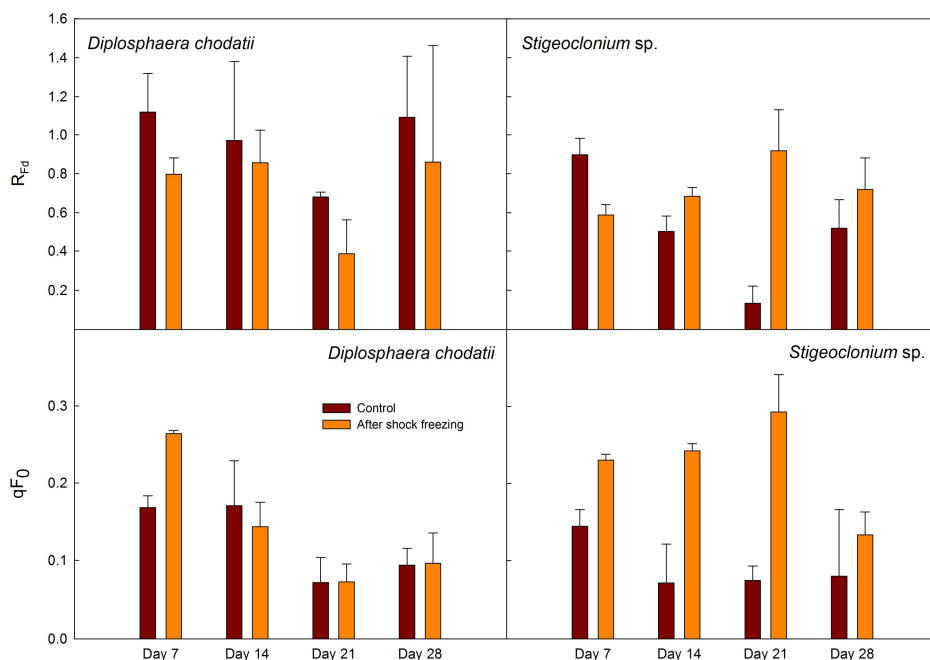 Diplosphaera chodatii
Stigeoclonium sp.
1.6
1.4
1.2
1.0
0.8
0.6
0.4
0.2
RFd
Diplosphaera chodatii
Stigeoclonium sp.
Control
After shock freezing
0.3
0.2
0.1
0.0
qF0
Day 7 Day 14 Day 21 Day 28 Day 7 Day 14 Day 21 Day 28